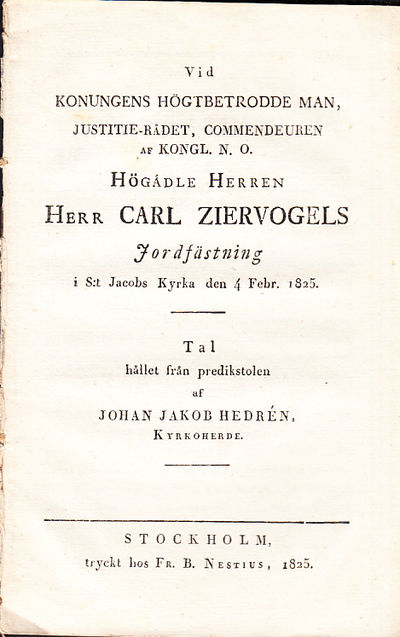 Vid
KONUNGENS HÖGTBETRODDE MAN,
JUSTITIE-RÅDET, COMMENDEUREN
AF KONGL. N. O.
HÖGÄDLE HERREN
HERR CARL ZIERVOGELS
Jordfästning
i S:t Jacobs Kyrka den 4 Febr. 1825.
Tal
hållet från predikstolen
af
JOHAN JAKOB HEDRÉN,
KYRKOHERDE.
STOCKHOLM,
tryckt hos FR. B. NESTIUS, 1825.